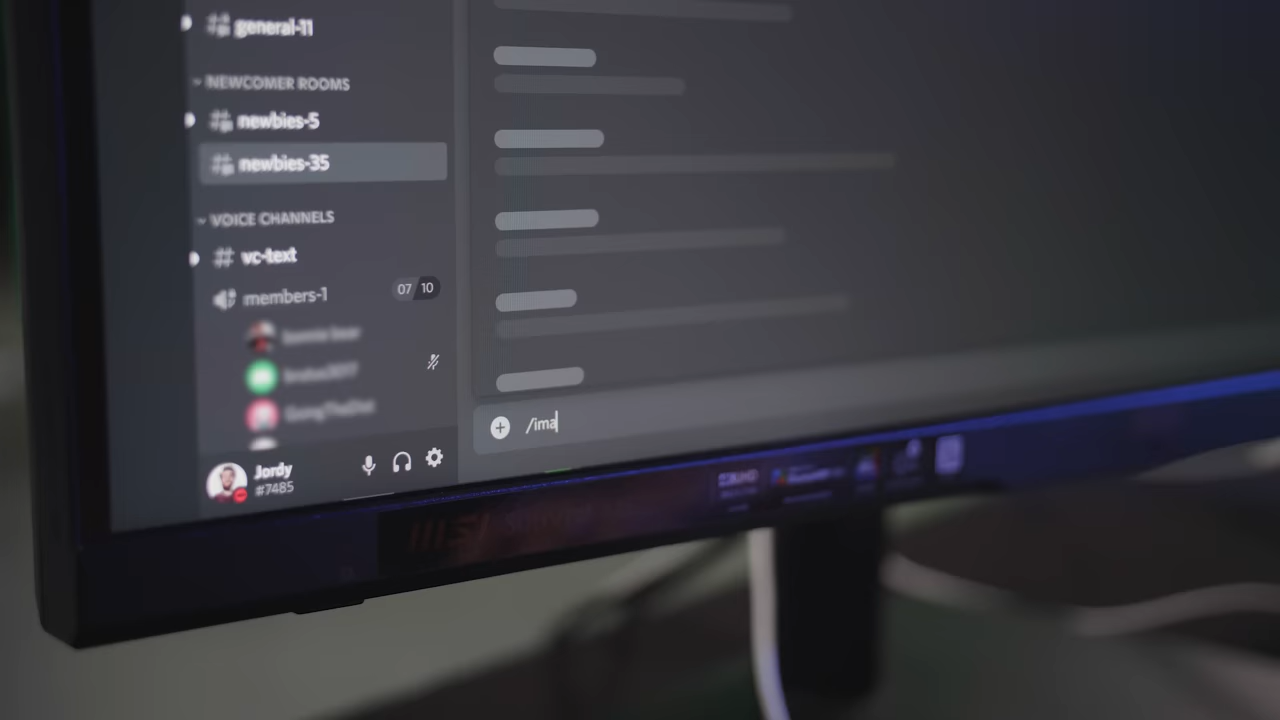 general-11
NEWCOMER ROOMS
newbies-5
newbies-35
VOICE CHANNELS
# vc-text
members-1 07 10
/ima
Jordy
#7485
msi